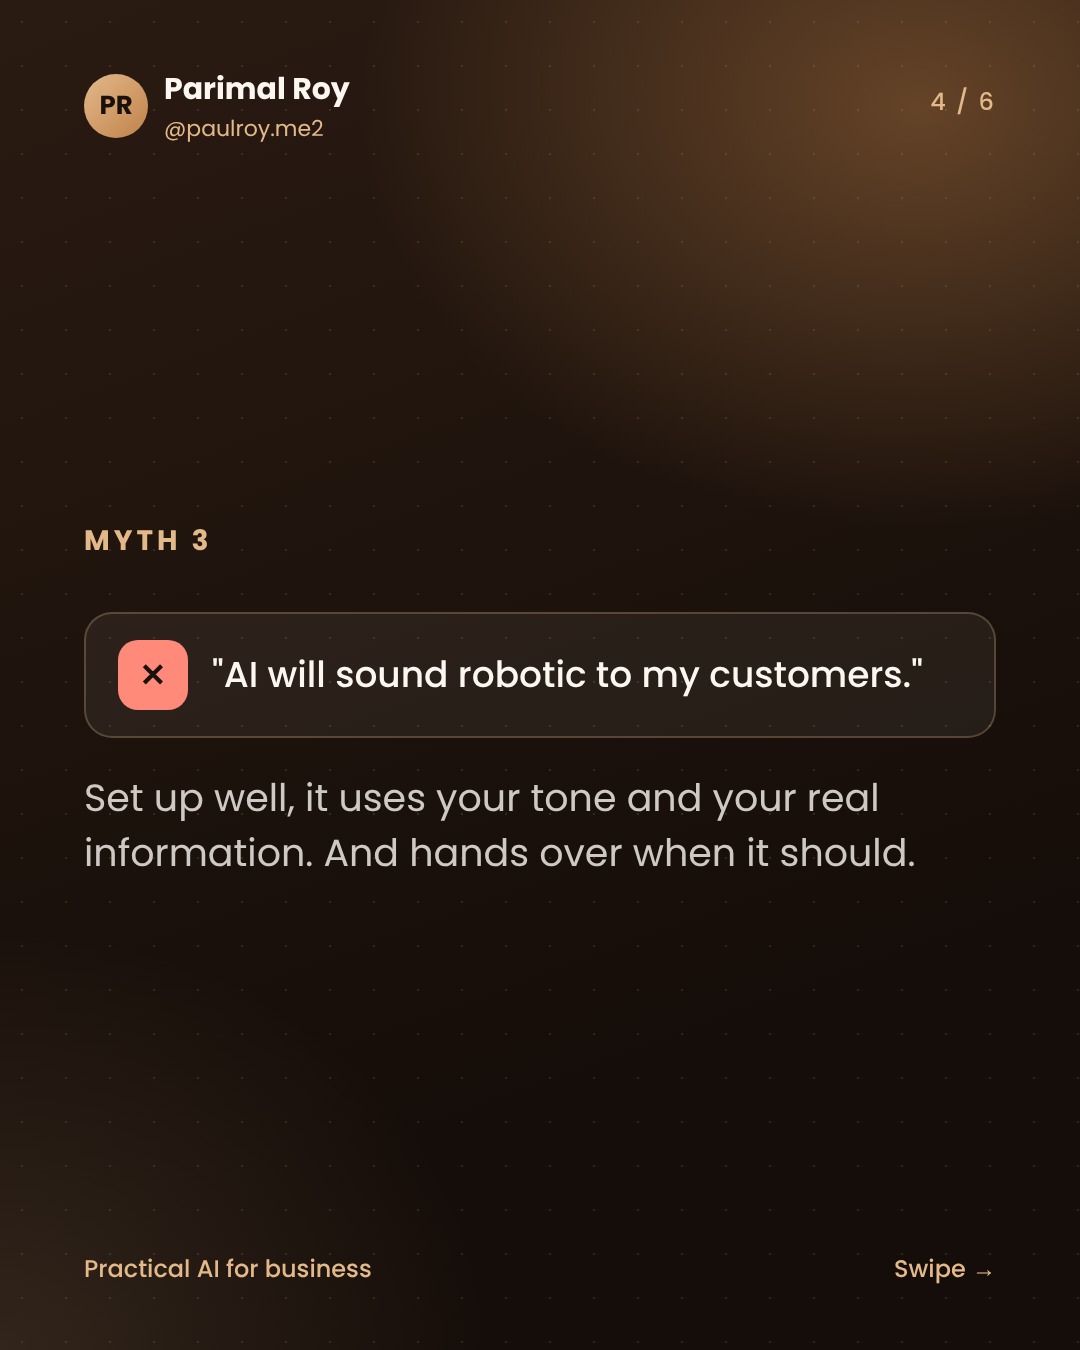 PR
Parimal Roy
@paulroy.me2
4 / 6
MYTH 3
✕ "AI will sound robotic to my customers."
Set up well, it uses your tone and your real
information. And hands over when it should.
Practical AI for business
Swipe →